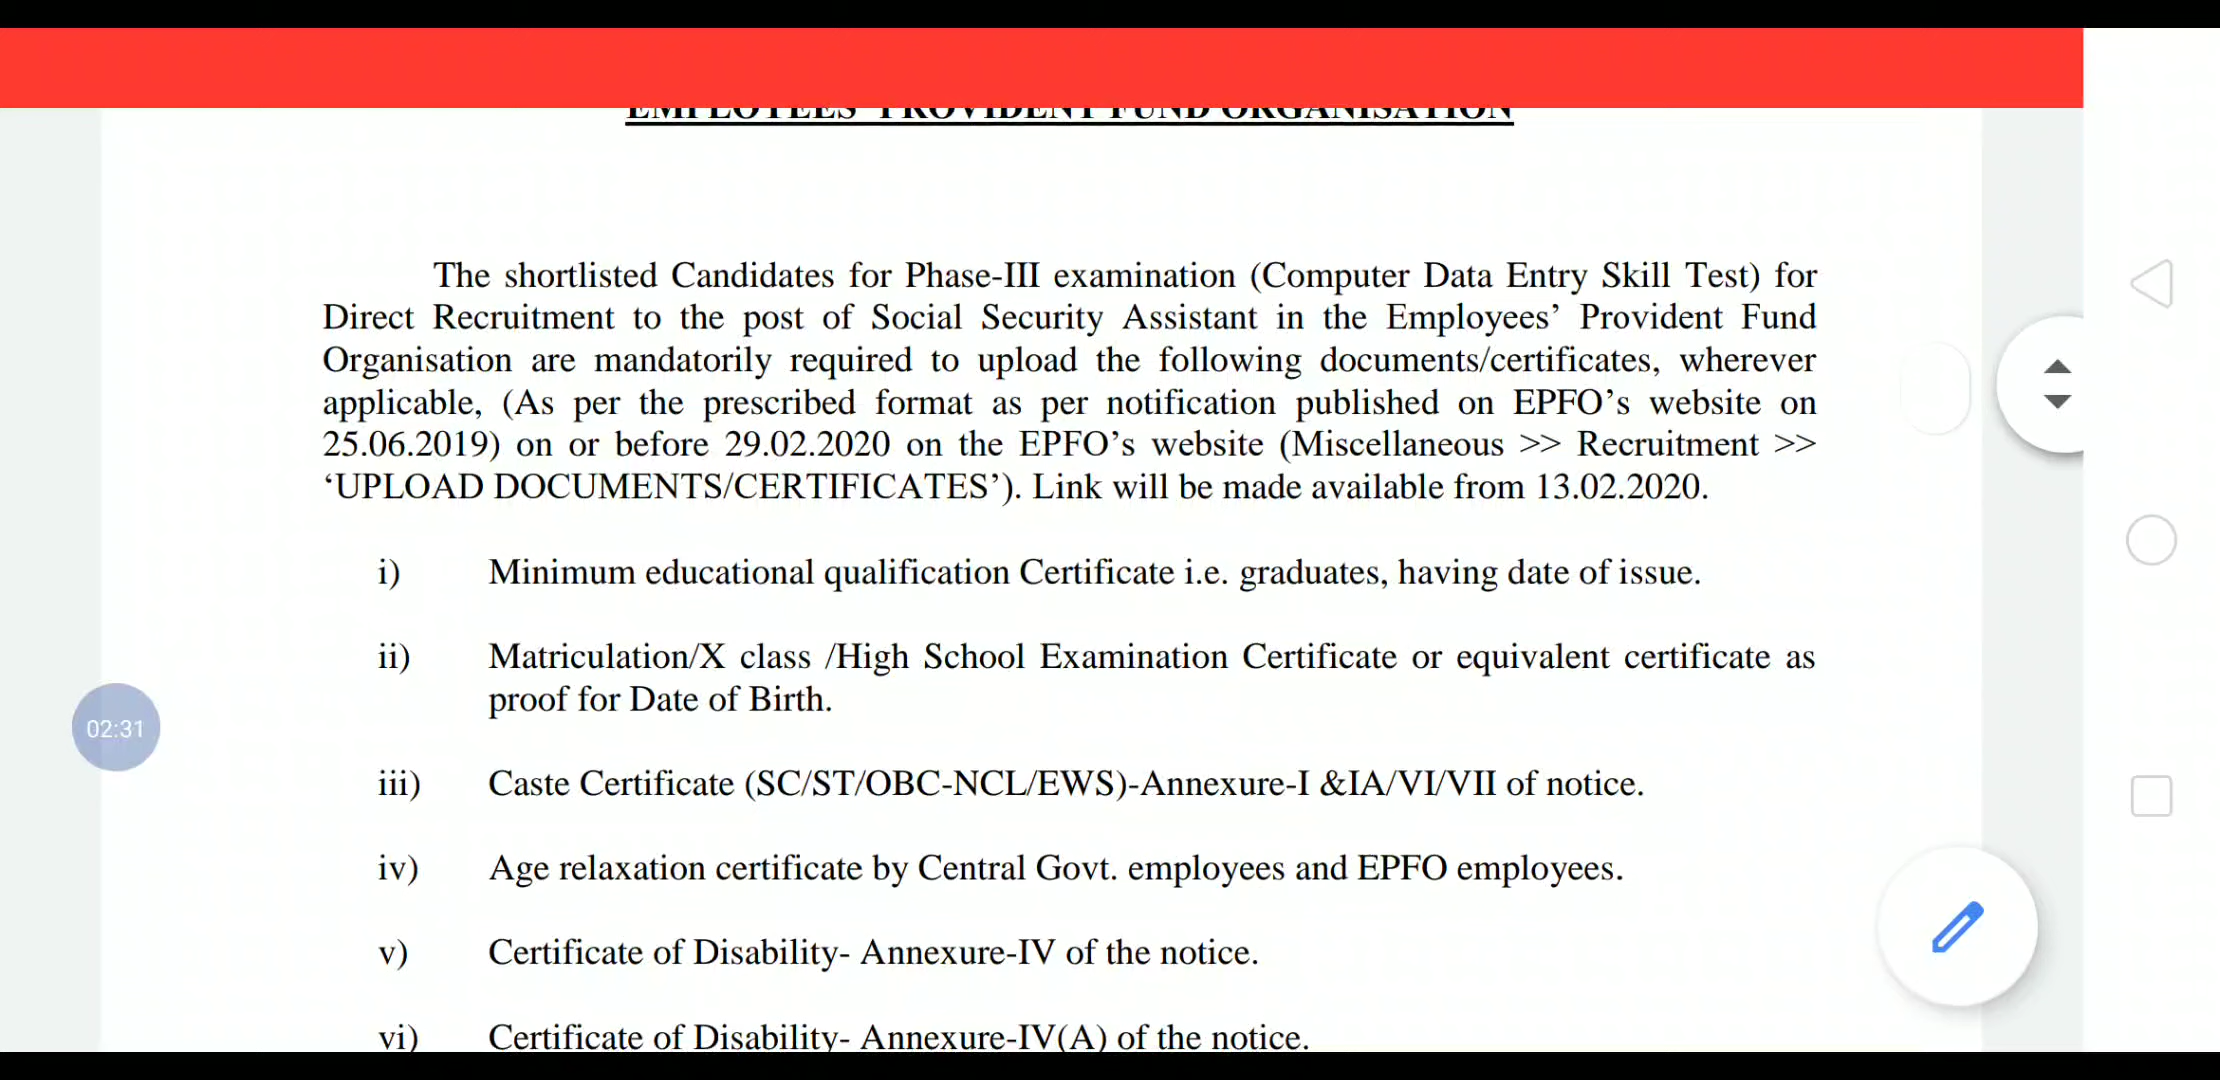 EMPLOYEES' PROVIDENT FUND ORGANISATION
The shortlisted Candidates for Phase-III examination (Computer Data Entry Skill Test) for
Direct Recruitment to the post of Social Security Assistant in the Employees’ Provident Fund
Organisation are mandatorily required to upload the following documents/certificates, wherever
applicable, (As per the prescribed format as per notification published on EPFO’s website on
25.06.2019) on or before 29.02.2020 on the EPFO’s website (Miscellaneous >> Recruitment >>
‘UPLOAD DOCUMENTS/CERTIFICATES’). Link will be made available from 13.02.2020.
i) Minimum educational qualification Certificate i.e. graduates, having date of issue.
ii) Matriculation/X class /High School Examination Certificate or equivalent certificate as
proof for Date of Birth.
02:31
iii) Caste Certificate (SC/ST/OBC-NCL/EWS)-Annexure-I &IA/VI/VII of notice.
iv) Age relaxation certificate by Central Govt. employees and EPFO employees.
v) Certificate of Disability- Annexure-IV of the notice.
vi) Certificate of Disability- Annexure-IV(A) of the notice.